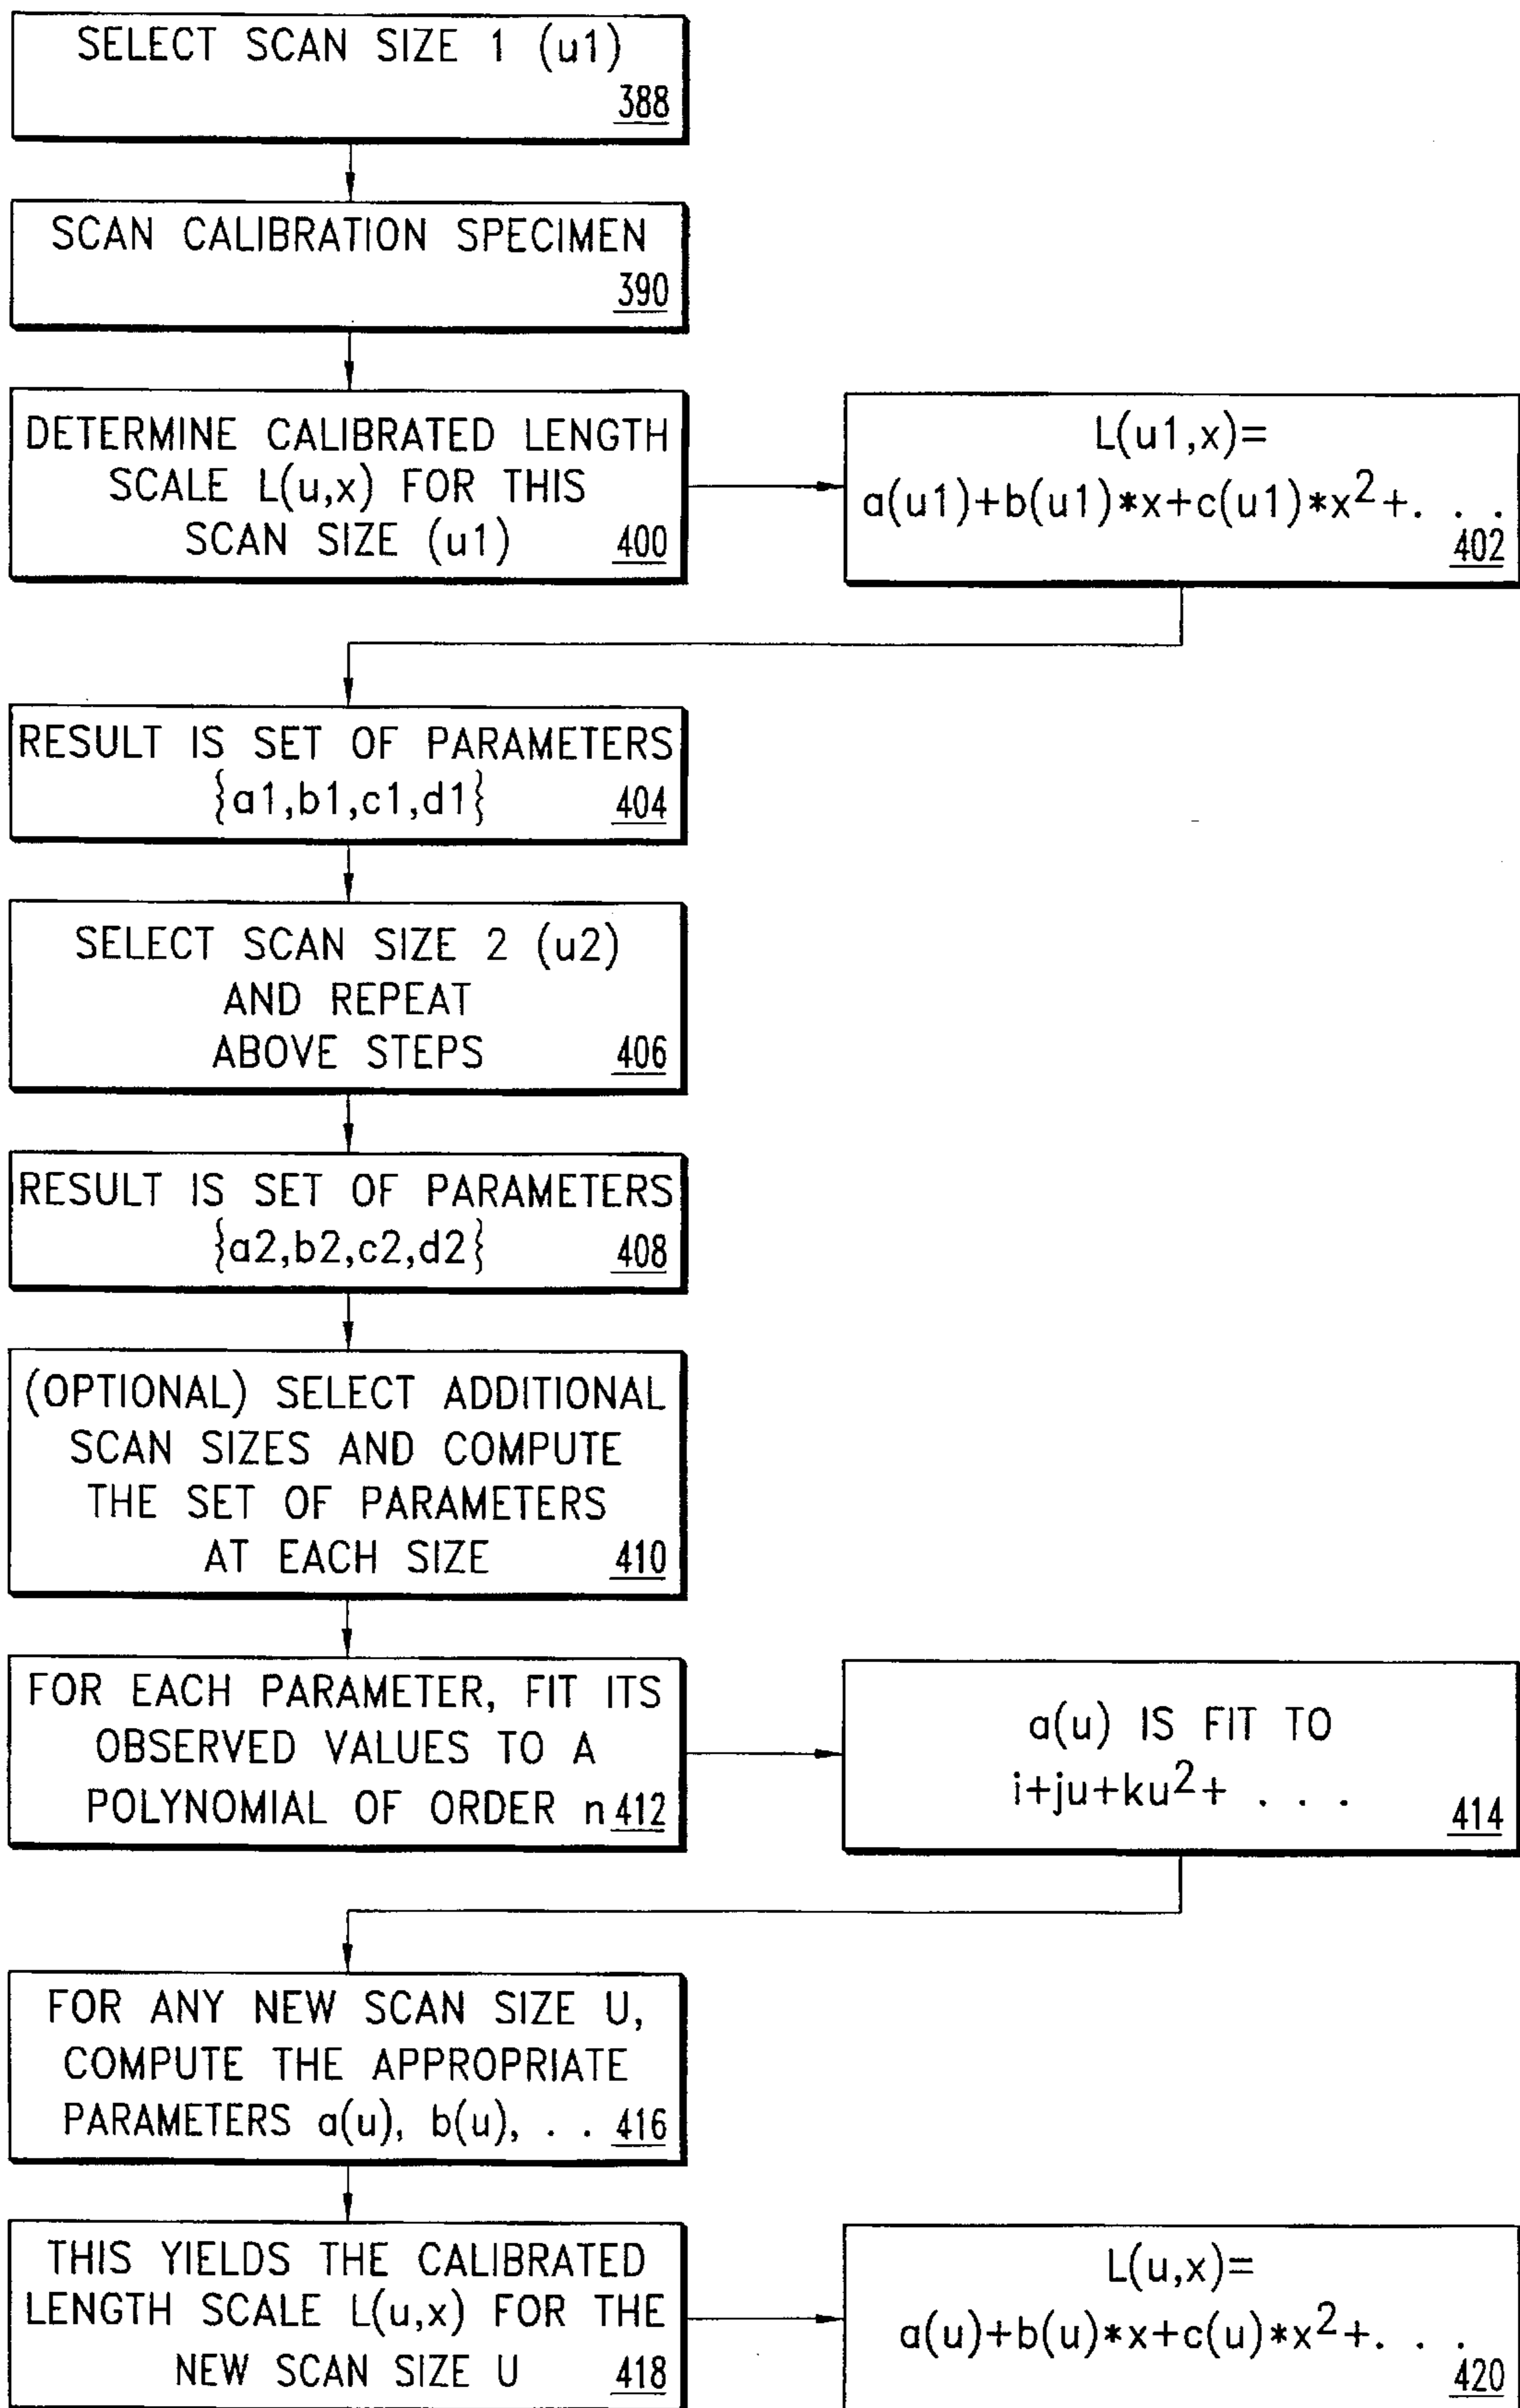 SELECT SCAN SIZE 1 (u1)
388
SCAN CALIBRATION SPECIMEN
390
DETERMINE CALIBRATED LENGTH
SCALE L(u,x) FOR THIS
SCAN SIZE (u1) 400
L(u1,x)=
a(u1)+b(u1)*x+c(u1)*x²+. . .
402
RESULT IS SET OF PARAMETERS
{a1,b1,c1,d1} 404
SELECT SCAN SIZE 2 (u2)
AND REPEAT
ABOVE STEPS 406
RESULT IS SET OF PARAMETERS
{a2,b2,c2,d2} 408
(OPTIONAL) SELECT ADDITIONAL
SCAN SIZES AND COMPUTE
THE SET OF PARAMETERS
AT EACH SIZE 410
FOR EACH PARAMETER, FIT ITS
OBSERVED VALUES TO A
POLYNOMIAL OF ORDER n 412
a(u) IS FIT TO
i+ju+ku²+ . . .
414
FOR ANY NEW SCAN SIZE U,
COMPUTE THE APPROPRIATE
PARAMETERS a(u), b(u), . . 416
THIS YIELDS THE CALIBRATED
LENGTH SCALE L(u,x) FOR THE
NEW SCAN SIZE U 418
L(u,x)=
a(u)+b(u)*x+c(u)*x²+. . .
420